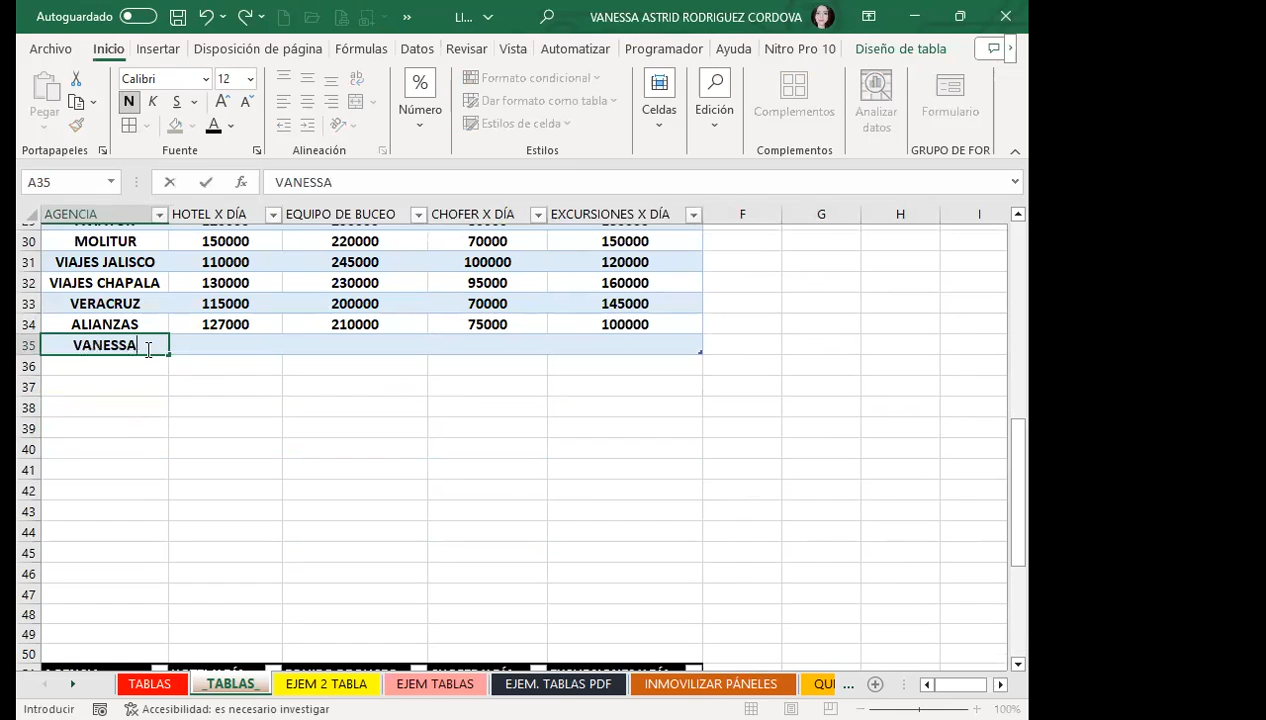 Autoguardado LI... VANESSA ASTRID RODRIGUEZ CORDOVA
Archivo Inicio Insertar Disposición de página Fórmulas Datos Revisar Vista Automatizar Programador Ayuda Nitro Pro 10 Diseño de tabla
Pegar Calibri 12 N K S Número Formato condicional Dar formato como tabla Estilos de celda Celdas Edición Complementos Analizar datos Formulario
Portapapeles Fuente Alineación Estilos Complementos GRUPO DE FOR
A35 VANESSA
AGENCIA HOTEL X DÍA EQUIPO DE BUCEO CHOFER X DÍA EXCURSIONES X DÍA F G H I
30 MOLITUR 150000 220000 70000 150000
31 VIAJES JALISCO 110000 245000 100000 120000
32 VIAJES CHAPALA 130000 230000 95000 160000
33 VERACRUZ 115000 200000 70000 145000
34 ALIANZAS 127000 210000 75000 100000
35 VANESSA
36
37
38
39
40
41
42
43
44
45
46
47
48
49
50
TABLAS _TABLAS_ EJEM 2 TABLA EJEM TABLAS EJEM. TABLAS PDF INMOVILIZAR PÁNELES QUI ...
Introducir Accesibilidad: es necesario investigar 100%